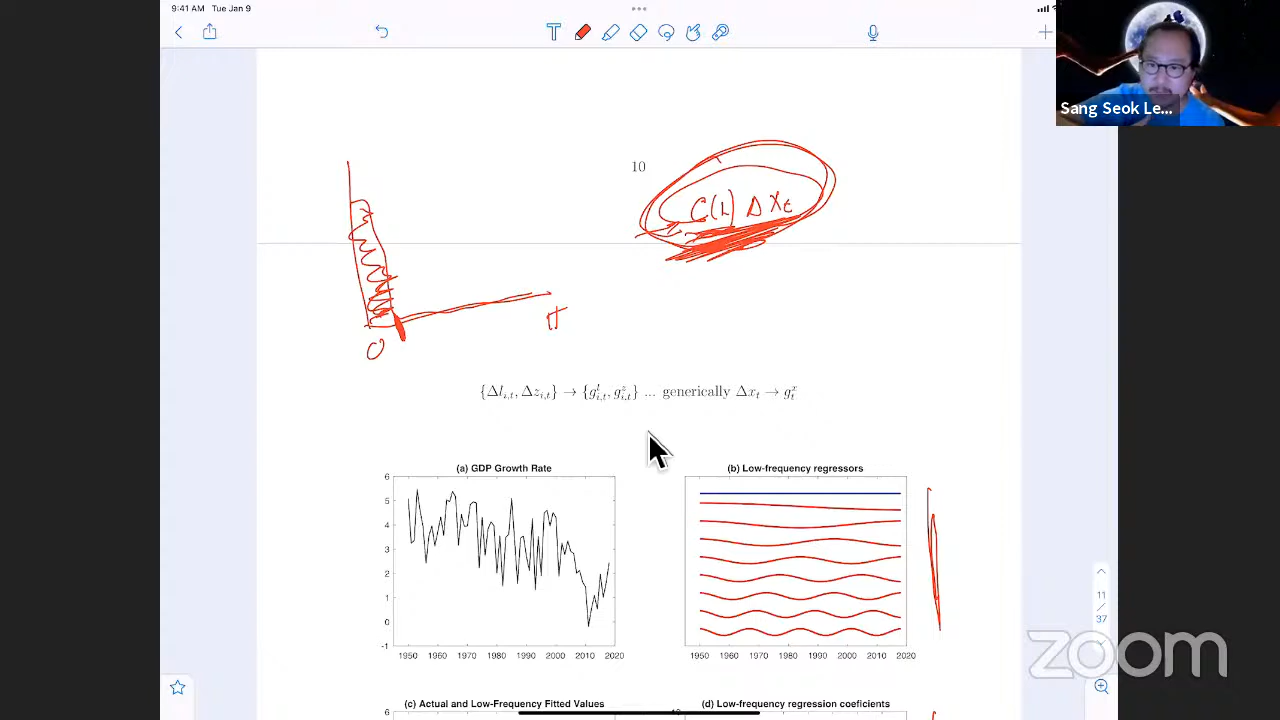 9:41 AM Tue Jan 9
Sang Seok Le...
10
C(L) Δ Xt
0
π
{Δl_{i,t}, Δz_{i,t}} → {g^l_{i,t}, g^z_{i,t}} ... generically Δx_t → g^x_t
(a) GDP Growth Rate
6
5
4
3
2
1
0
-1
1950 1960 1970 1980 1990 2000 2010 2020
(b) Low-frequency regressors
1950 1960 1970 1980 1990 2000 2010 2020
11
/
37
zoom
(c) Actual and Low-Frequency Fitted Values
6
(d) Low-frequency regression coeficients